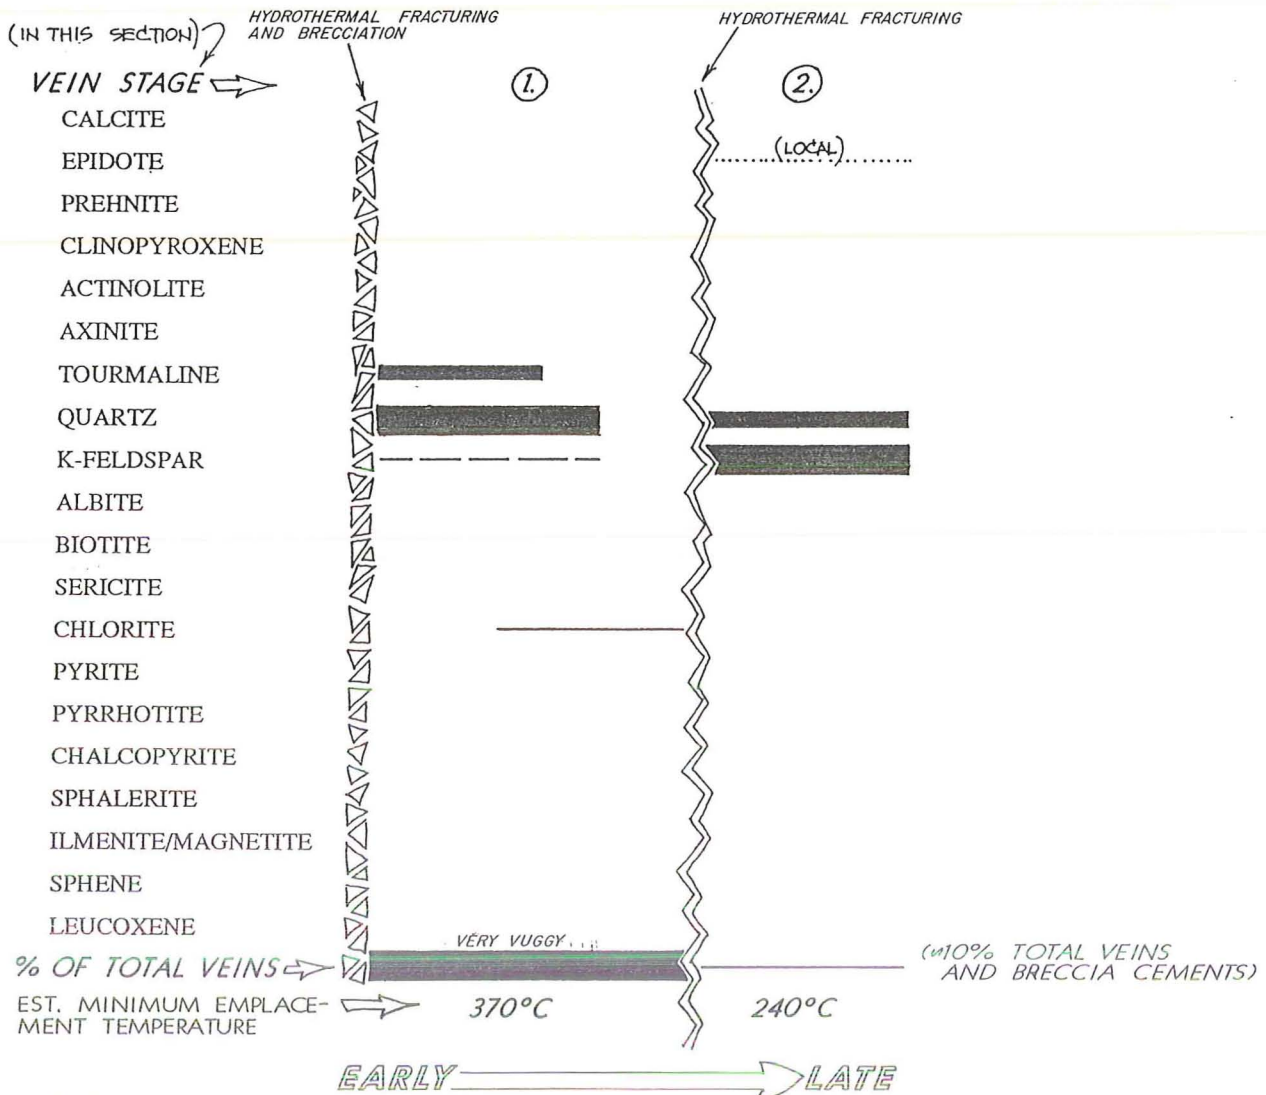 (IN THIS SECTION)
HYDROTHERMAL FRACTURING
AND BRECCIATION
HYDROTHERMAL FRACTURING
VEIN STAGE
1.
2.
CALCITE
EPIDOTE
(LOCAL)
PREHNITE
CLINOPYROXENE
ACTINOLITE
AXINITE
TOURMALINE
QUARTZ
K-FELDSPAR
ALBITE
BIOTITE
SERICITE
CHLORITE
PYRITE
PYRRHOTITE
CHALCOPYRITE
SPHALERITE
ILMENITE/MAGNETITE
SPHENE
LEUCOXENE
VERY VUGGY
% OF TOTAL VEINS
(∿10% TOTAL VEINS
AND BRECCIA CEMENTS)
EST. MINIMUM EMPLACE-
MENT TEMPERATURE
370°C
240°C
EARLY
LATE